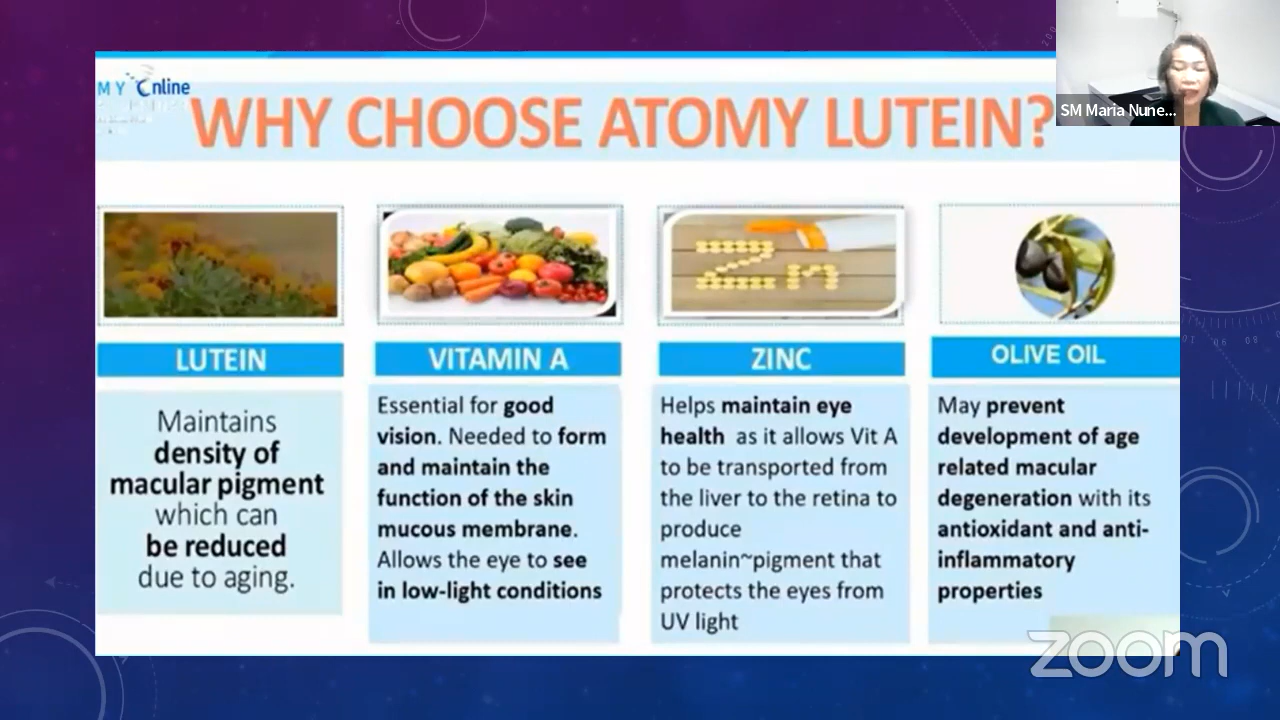 MY Online
WHY CHOOSE ATOMY LUTEIN?
SM Maria Nune...
Zn
LUTEIN
Maintains
density of
macular pigment
which can
be reduced
due to aging.
VITAMIN A
Essential for good
vision. Needed to form
and maintain the
function of the skin
mucous membrane.
Allows the eye to see
in low-light conditions
ZINC
Helps maintain eye
health as it allows Vit A
to be transported from
the liver to the retina to
produce
melanin~pigment that
protects the eyes from
UV light
OLIVE OIL
May prevent
development of age
related macular
degeneration with its
antioxidant and anti-
inflammatory
properties
zoom